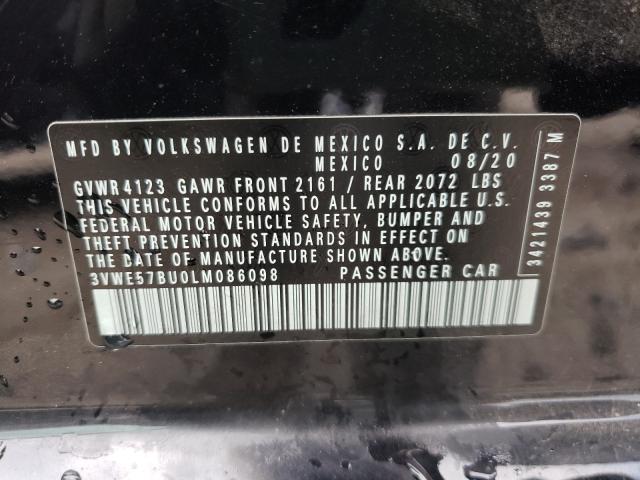 MFD BY VOLKSWAGEN DE MEXICO S.A. DE C.V.
MEXICO 08/20
GVWR 4123 GAWR FRONT 2161 / REAR 2072 LBS
THIS VEHICLE CONFORMS TO ALL APPLICABLE U.S.
FEDERAL MOTOR VEHICLE SAFETY, BUMPER AND
THEFT PREVENTION STANDARDS IN EFFECT ON
THE DATE OF MANUFACTURE SHOWN ABOVE.
3VWE57BU0LM086098 PASSENGER CAR
3421439 3987 M